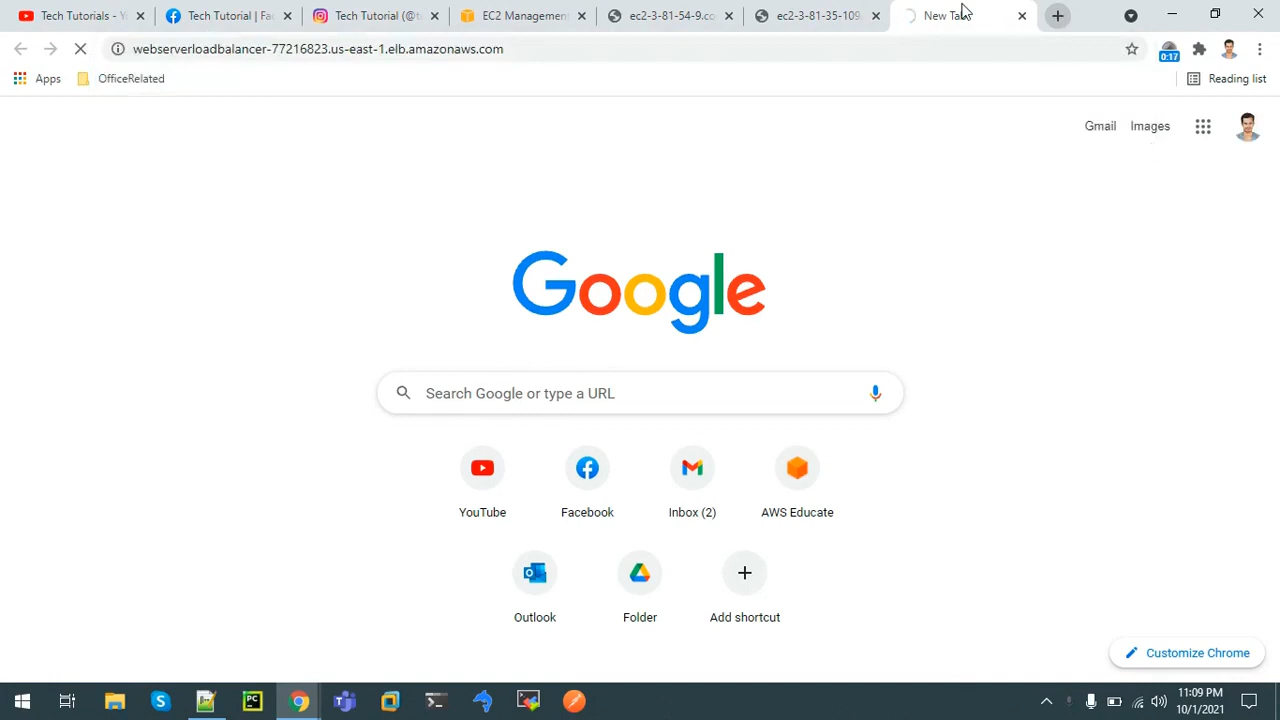 Tech Tutorials - Y
Tech Tutorial | Fac
Tech Tutorial (@t
EC2 Management
ec2-3-81-54-9.co
ec2-3-81-35-109.
New Tab
webserverloadbalancer-77216823.us-east-1.elb.amazonaws.com
0:17
Apps
OfficeRelated
Reading list
Gmail
Images
Google
Search Google or type a URL
YouTube
Facebook
Inbox (2)
AWS Educate
Outlook
Folder
Add shortcut
Customize Chrome
PC
11:09 PM
10/1/2021